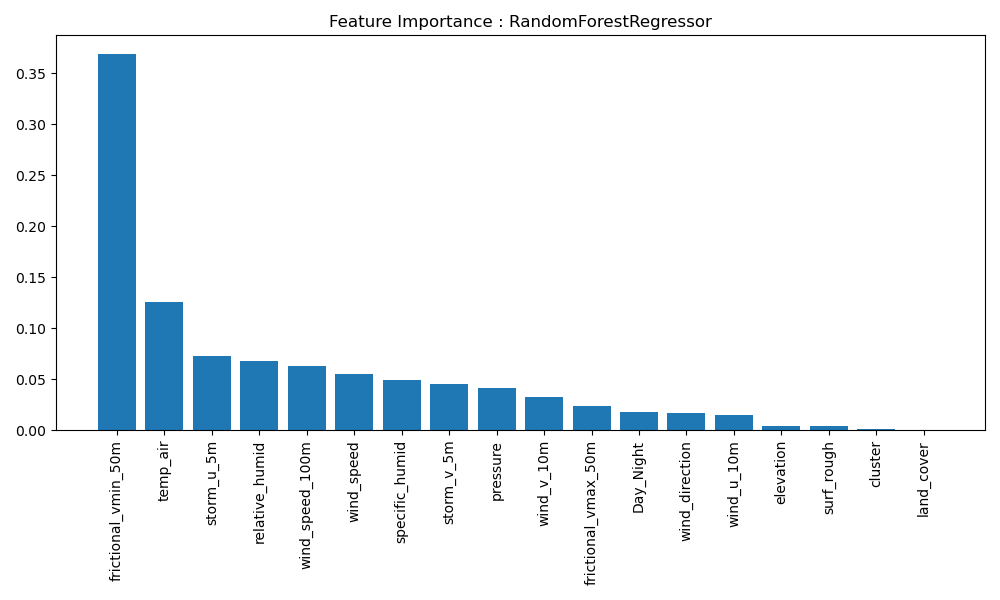 Feature Importance : RandomForestRegressor
0.35
0.30
0.25
0.20
0.15
0.10
0.05
0.00
frictional_vmin_50m
temp_air
storm_u_5m
relative_humid
wind_speed_100m
wind_speed
specific_humid
storm_v_5m
pressure
wind_v_10m
frictional_vmax_50m
Day_Night
wind_direction
wind_u_10m
elevation
surf_rough
cluster
land_cover